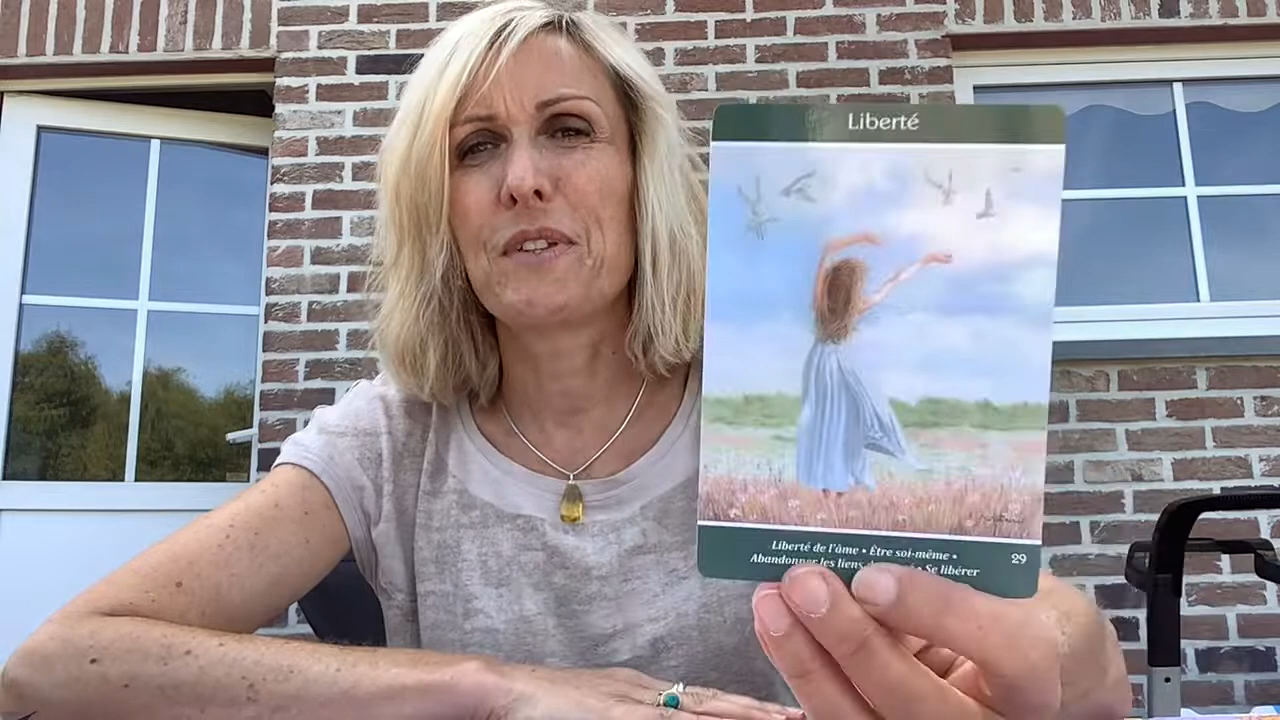 Liberté
Liberté de l'âme • Être soi-même •
Abandonner les liens • Se libérer
29